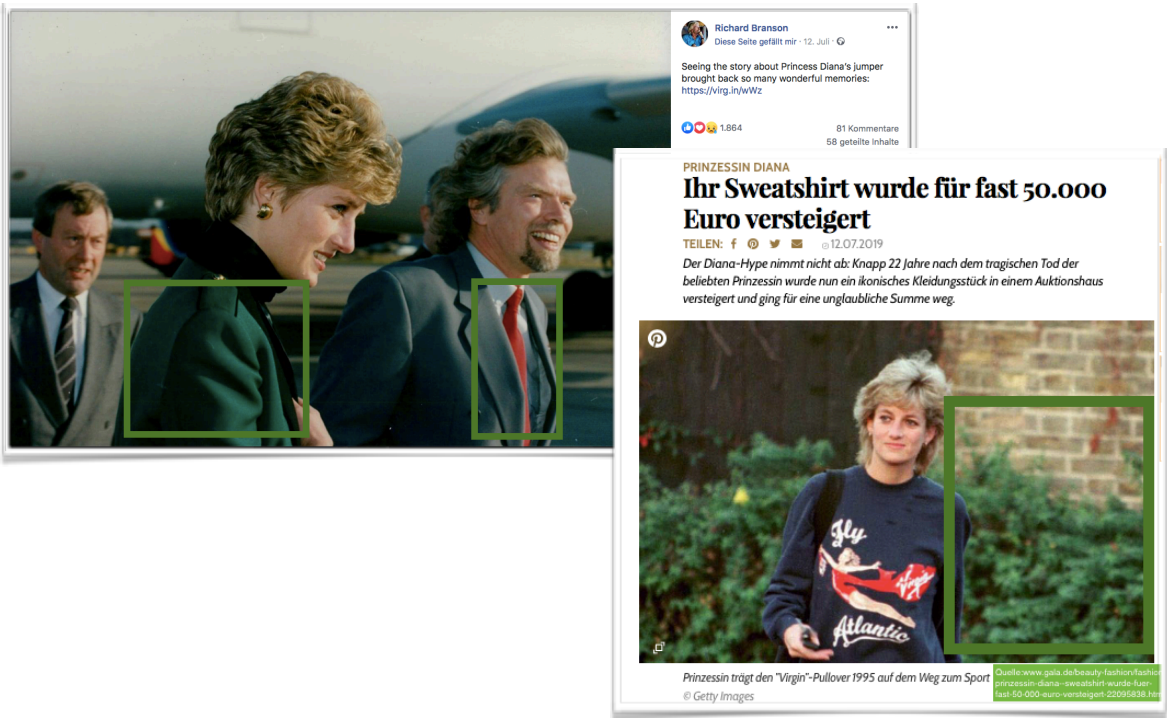 Richard Branson
Diese Seite gefällt mir · 12. Juli ·
Seeing the story about Princess Diana's jumper
brought back so many wonderful memories:
https://virg.in/wWz
1.864
81 Kommentare
58 geteilte Inhalte
PRINZESSIN DIANA
Ihr Sweatshirt wurde für fast 50.000
Euro versteigert
TEILEN:
12.07.2019
Der Diana-Hype nimmt nicht ab: Knapp 22 Jahre nach dem tragischen Tod der
beliebten Prinzessin wurde nun ein ikonisches Kleidungsstück in einem Auktionshaus
versteigert und ging für eine unglaubliche Summe weg.
Fly
Virgin
Atlantic
Prinzessin trägt den "Virgin"-Pullover 1995 auf dem Weg zum Sport
© Getty Images
Quelle:www.gala.de/beauty-fashion/fashion
prinzessin-diana--sweatshirt-wurde-fuer-
fast-50-000-euro-versteigert-22095838.htm